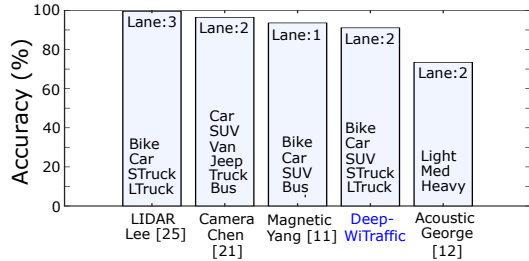 Accuracy (%)
100
80
60
40
20
0
Lane:3
Bike
Car
STruck
LTruck
Lane:2
Car
SUV
Van
Jeep
Truck
Bus
Lane:1
Bike
Car
SUV
Bus
Lane:2
Bike
Car
SUV
STruck
LTruck
Lane:2
Light
Med
Heavy
LIDAR
Lee [25]
Camera
Chen
[21]
Magnetic
Yang [11]
Deep-
WiTraffic
Acoustic
George
[12]